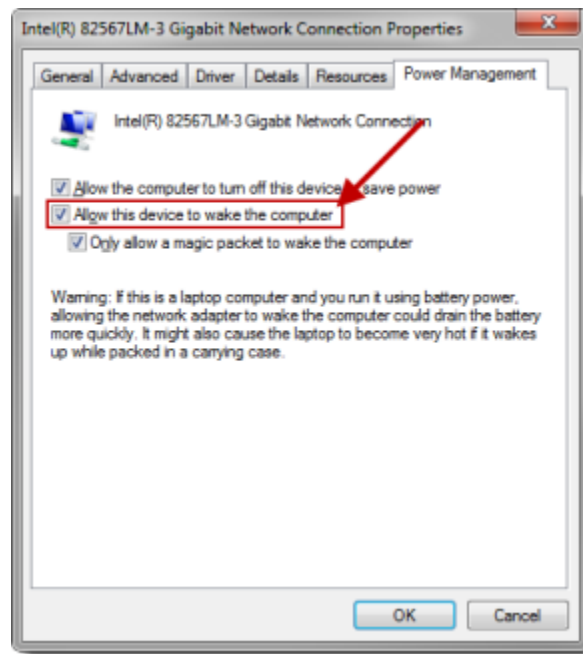 Intel(R) 82567LM-3 Gigabit Network Connection Properties
General Advanced Driver Details Resources Power Management
Intel(R) 82567LM-3 Gigabit Network Connection
Allow the computer to turn off this device save power
Allow this device to wake the computer
Only allow a magic packet to wake the computer
Warning: If this is a laptop computer and you run it using battery power,
allowing the network adapter to wake the computer could drain the battery
more quickly. It might also cause the laptop to become very hot if it wakes
up while packed in a carrying case.
OK Cancel